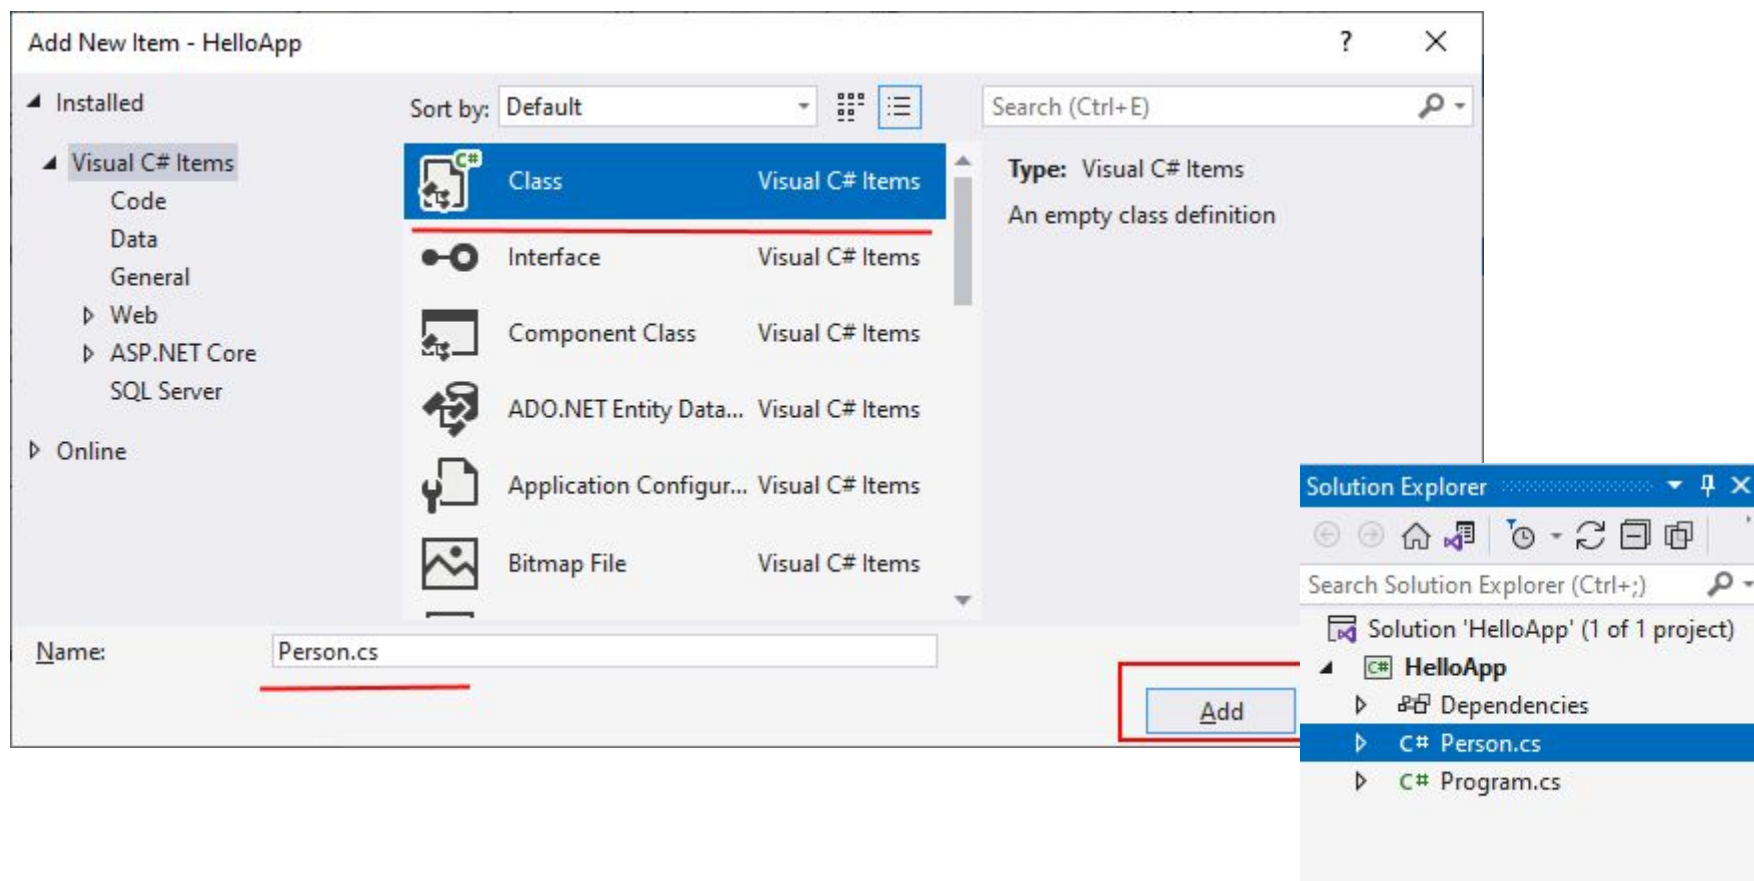 Add New Item - HelloApp
?
Installed
Sort by: Default
Search (Ctrl+E)
Visual C# Items
Code
Data
General
Web
ASP.NET Core
SQL Server
Online
C#
Class Visual C# Items
Interface Visual C# Items
Component Class Visual C# Items
ADO.NET Entity Data... Visual C# Items
Application Configur... Visual C# Items
Bitmap File Visual C# Items
Type: Visual C# Items
An empty class definition
Name: Person.cs
Add
Solution Explorer
Search Solution Explorer (Ctrl+;)
Solution 'HelloApp' (1 of 1 project)
C# HelloApp
Dependencies
C# Person.cs
C# Program.cs